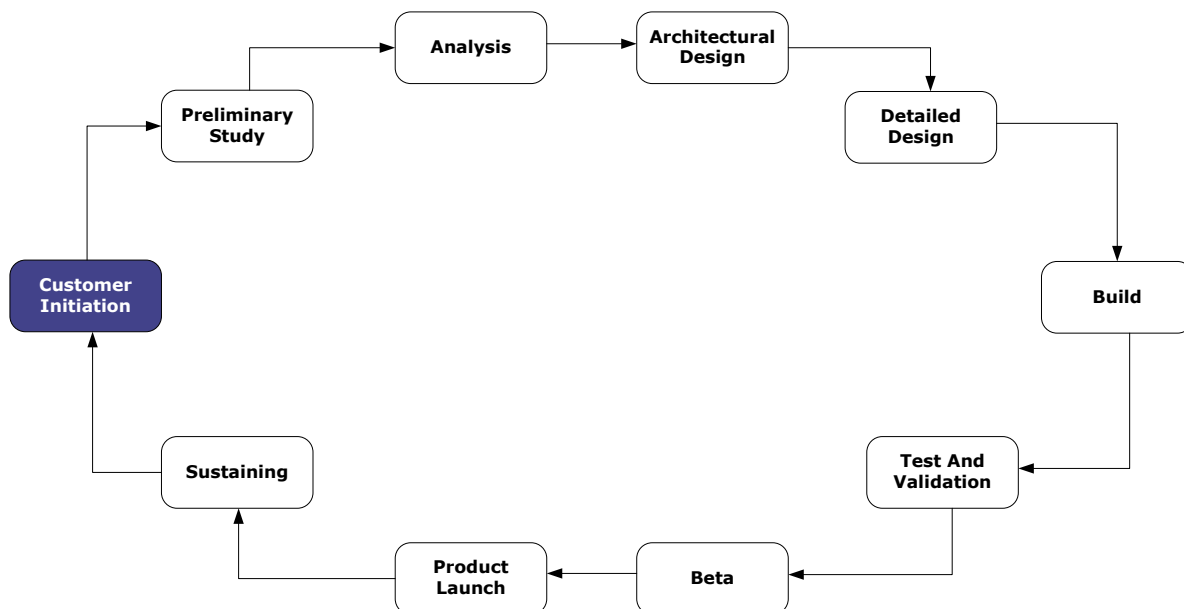 Customer
Initiation
Preliminary
Study
Analysis
Architectural
Design
Detailed
Design
Build
Test And
Validation
Beta
Product
Launch
Sustaining